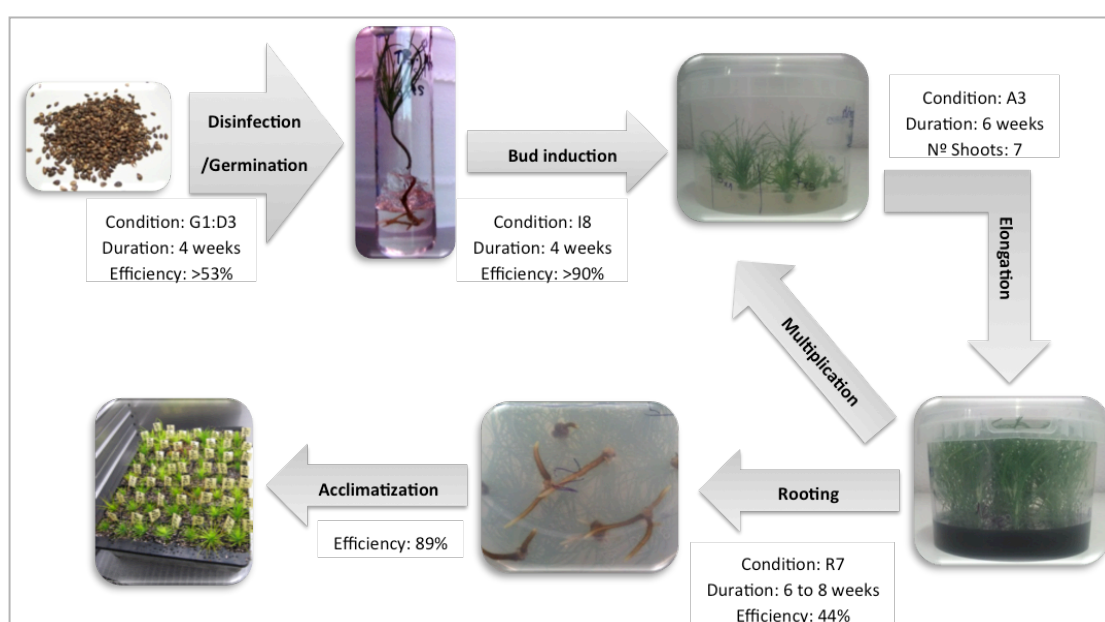 Disinfection
/Germination
Condition: G1:D3
Duration: 4 weeks
Efficiency: >53%
Bud induction
Condition: I8
Duration: 4 weeks
Efficiency: >90%
Condition: A3
Duration: 6 weeks
Nº Shoots: 7
Elongation
Multiplication
Rooting
Condition: R7
Duration: 6 to 8 weeks
Efficiency: 44%
Acclimatization
Efficiency: 89%